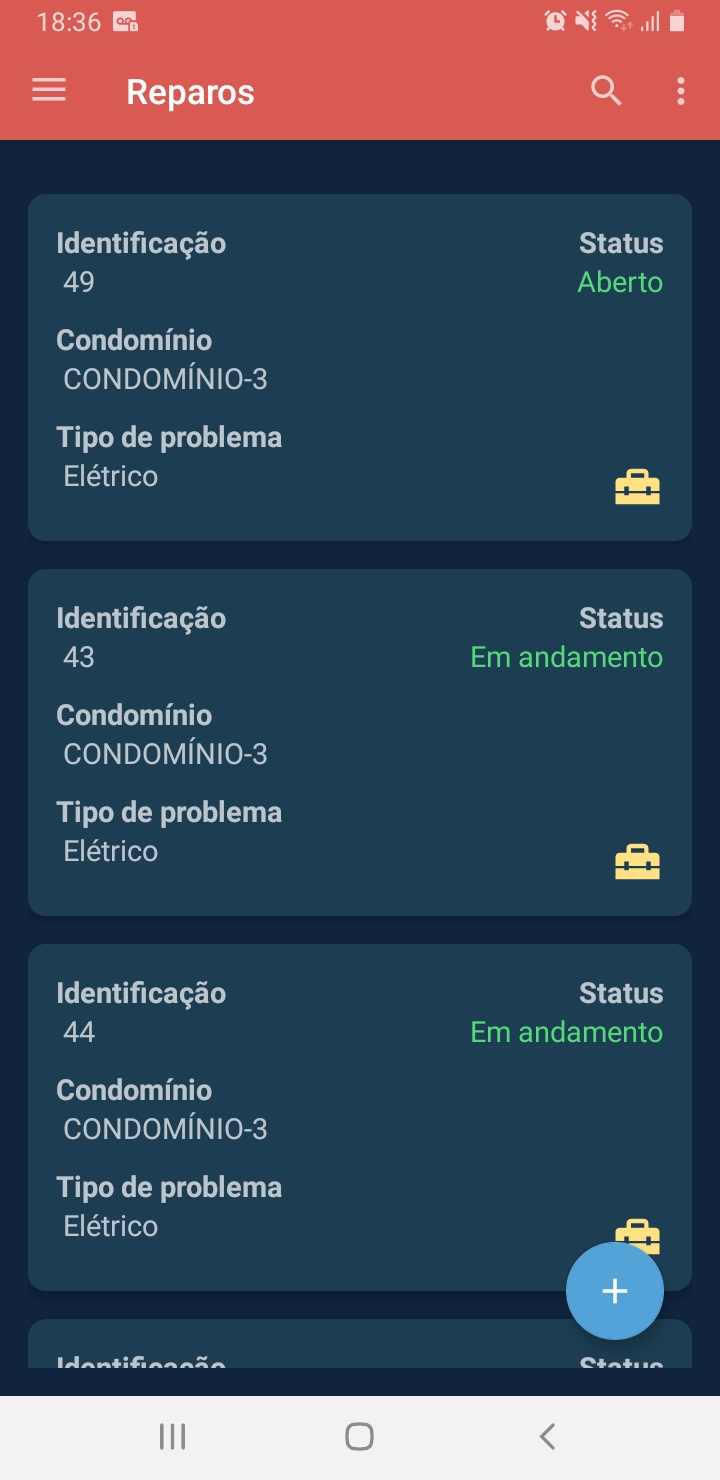 18:36
Reparos
Identificação Status
49 Aberto
Condomínio
CONDOMÍNIO-3
Tipo de problema
Elétrico
Identificação Status
43 Em andamento
Condomínio
CONDOMÍNIO-3
Tipo de problema
Elétrico
Identificação Status
44 Em andamento
Condomínio
CONDOMÍNIO-3
Tipo de problema
Elétrico
+
Identificação Status